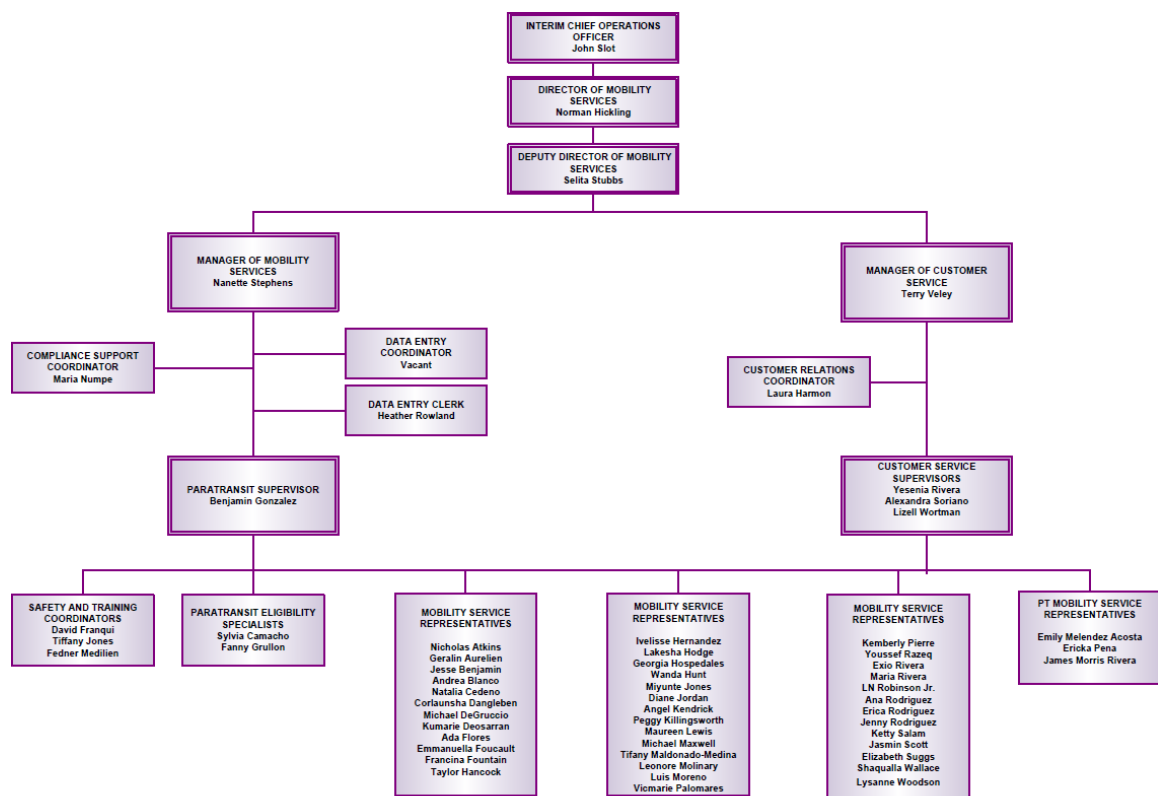 INTERIM CHIEF OPERATIONS
OFFICER
John Slot
DIRECTOR OF MOBILITY
SERVICES
Norman Hickling
DEPUTY DIRECTOR OF MOBILITY
SERVICES
Selita Stubbs
MANAGER OF MOBILITY
SERVICES
Nanette Stephens
MANAGER OF CUSTOMER
SERVICE
Terry Veley
COMPLIANCE SUPPORT
COORDINATOR
Maria Numpe
DATA ENTRY
COORDINATOR
Vacant
DATA ENTRY CLERK
Heather Rowland
CUSTOMER RELATIONS
COORDINATOR
Laura Harmon
PARATRANSIT SUPERVISOR
Benjamin Gonzalez
CUSTOMER SERVICE
SUPERVISORS
Yesenia Rivera
Alexandra Soriano
Lizell Wortman
SAFETY AND TRAINING
COORDINATORS
David Franqui
Tiffany Jones
Fedner Medilien
PARATRANSIT ELIGIBILITY
SPECIALISTS
Sylvia Camacho
Fanny Grullon
MOBILITY SERVICE
REPRESENTATIVES
Nicholas Atkins
Geralin Aurelien
Jesse Benjamin
Andrea Blanco
Natalia Cedeno
Corlaunsha Dangleben
Michael DeGruccio
Kumarie Deosarran
Ada Flores
Emmanuella Foucault
Francina Fountain
Taylor Hancock
MOBILITY SERVICE
REPRESENTATIVES
Ivelisse Hernandez
Lakesha Hodge
Georgia Hospedales
Wanda Hunt
Miyunte Jones
Diane Jordan
Angel Kendrick
Peggy Killingsworth
Maureen Lewis
Michael Maxwell
Tifany Maldonado-Medina
Leonore Molinary
Luis Moreno
Vicmarie Palomares
MOBILITY SERVICE
REPRESENTATIVES
Kemberly Pierre
Youssef Razeq
Exio Rivera
Maria Rivera
LN Robinson Jr.
Ana Rodriguez
Erica Rodriguez
Jenny Rodriguez
Ketty Salam
Jasmin Scott
Elizabeth Suggs
Shaqualla Wallace
Lysanne Woodson
PT MOBILITY SERVICE
REPRESENTATIVES
Emily Melendez Acosta
Ericka Pena
James Morris Rivera